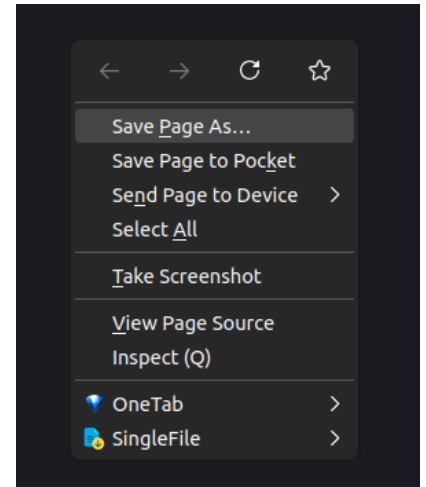 Save Page As...
Save Page to Pocket
Send Page to Device
Select All
Take Screenshot
View Page Source
Inspect (Q)
OneTab
SingleFile